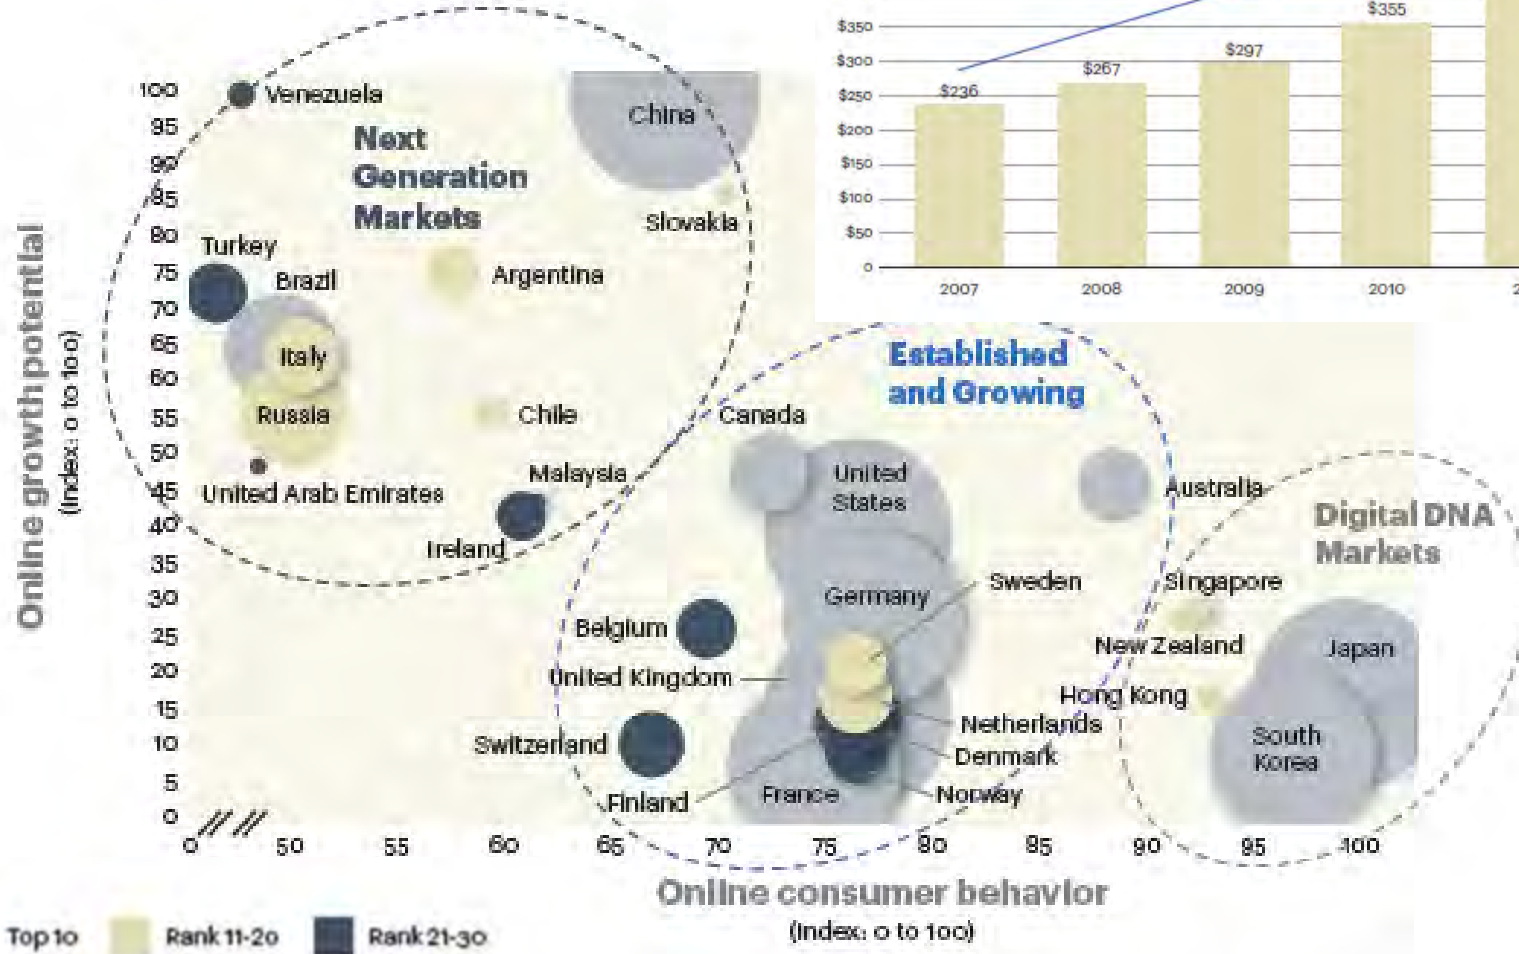 $355
$350
$300
$297
$267
$250
$236
$200
$150
$100
$50
0
2007
2008
2009
2010
Online growth potential
(Index: 0 to 100)
100
95
90
85
80
75
70
65
60
55
50
45
40
35
30
25
20
15
10
5
0
Venezuela
China
Next
Generation
Markets
Slovakia
Turkey
Brazil
Argentina
Italy
Russia
Chile
United Arab Emirates
Malaysia
Ireland
Established
and Growing
Canada
United
States
Australia
Germany
Sweden
Belgium
United Kingdom
Switzerland
Netherlands
Denmark
Finland
France
Norway
Digital DNA
Markets
Singapore
New Zealand
Japan
Hong Kong
South
Korea
0
50
55
60
65
70
75
80
85
90
95
100
Online consumer behavior
(Index: 0 to 100)
Top 10
Rank 11-20
Rank 21-30